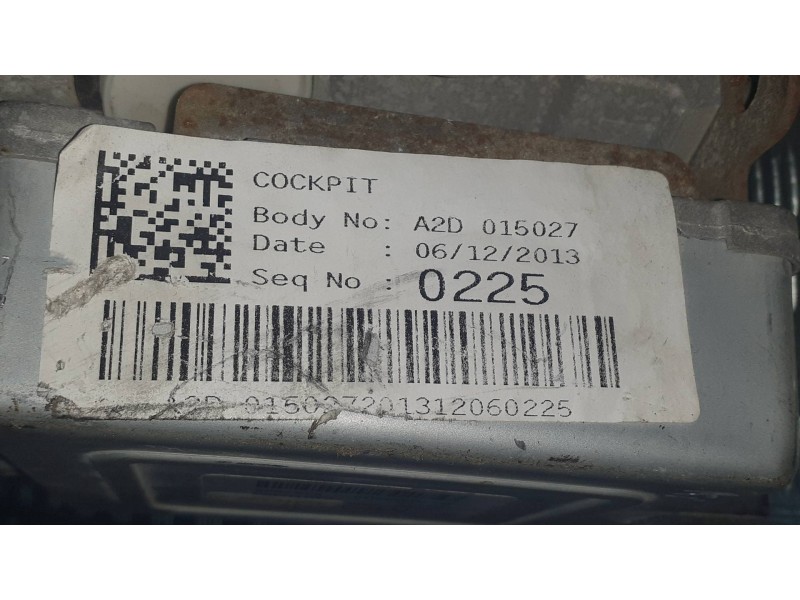 COCKPIT
Body No: A2D 015027
Date : 06/12/2013
Seq No : 0225
A2D 015027201312060225